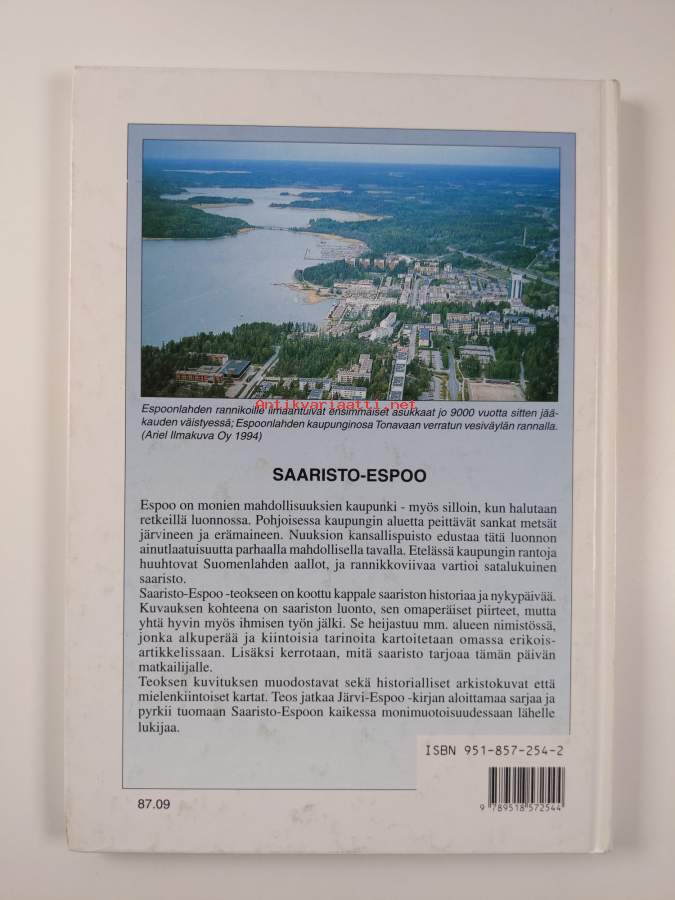 Antikvariaatti.net
Espoonlahden rannikoille ilmaantuivat ensimmäiset asukkaat jo 9000 vuotta sitten jää-
kauden väistyessä; Espoonlahden kaupunginosa Tonavaan verratun vesiväylän rannalla.
(Ariel Ilmakuva Oy 1994)
SAARISTO-ESPOO
Espoo on monien mahdollisuuksien kaupunki - myös silloin, kun halutaan
retkeillä luonnossa. Pohjoisessa kaupungin aluetta peittävät sankat metsät
järvineen ja erämaineen. Nuuksion kansallispuisto edustaa tätä luonnon
ainutlaatuisuutta parhaalla mahdollisella tavalla. Etelässä kaupungin rantoja
huuhtovat Suomenlahden aallot, ja rannikkoviivaa vartioi satalukuinen
saaristo.
Saaristo-Espoo -teokseen on koottu kappale saariston historiaa ja nykypäivää.
Kuvauksen kohteena on saariston luonto, sen omaperäiset piirteet, mutta
yhtä hyvin myös ihmisen työn jälki. Se heijastuu mm. alueen nimistössä,
jonka alkuperää ja kiintoisia tarinoita kartoitetaan omassa erikois-
artikkelissaan. Lisäksi kerrotaan, mitä saaristo tarjoaa tämän päivän
matkailijalle.
Teoksen kuvituksen muodostavat sekä historialliset arkistokuvat että
mielenkiintoiset kartat. Teos jatkaa Järvi-Espoo -kirjan aloittamaa sarjaa ja
pyrkii tuomaan Saaristo-Espoon kaikessa monimuotoisuudessaan lähelle
lukijaa.
ISBN 951-857-254-2
87.09
9 789518 572544